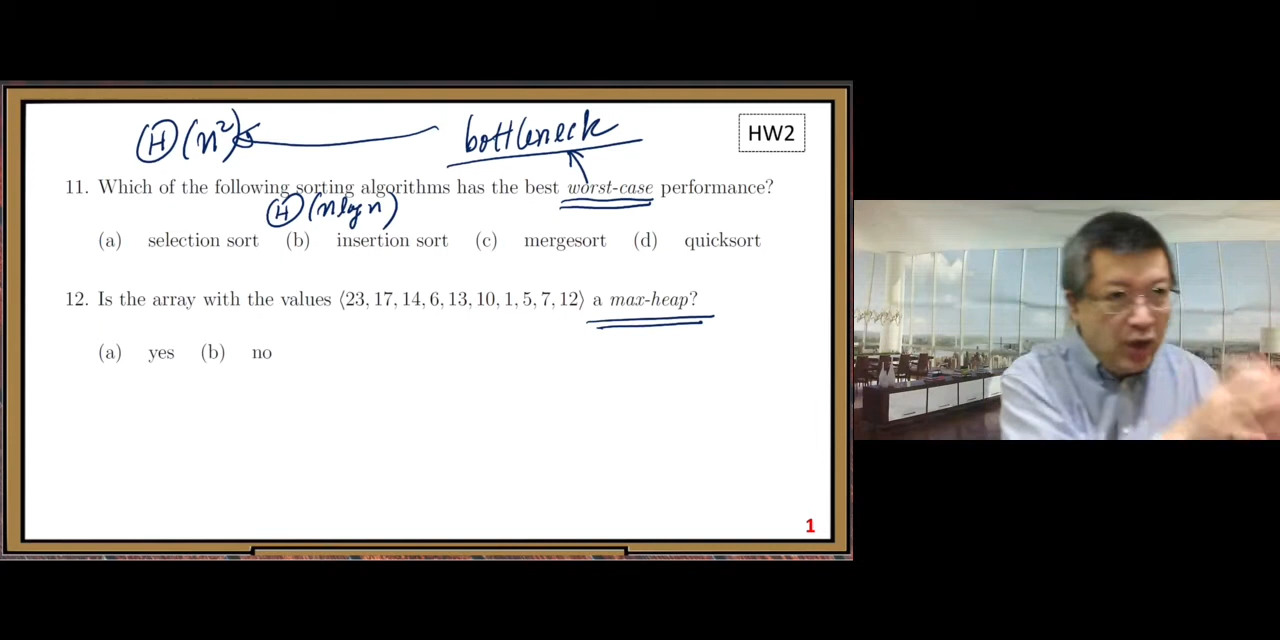 Ⓗ(n²) bottleneck
HW2
11. Which of the following sorting algorithms has the best worst-case performance?
Ⓗ(n log n)
(a) selection sort (b) insertion sort (c) mergesort (d) quicksort
12. Is the array with the values ⟨23, 17, 14, 6, 13, 10, 1, 5, 7, 12⟩ a max-heap?
(a) yes (b) no
1